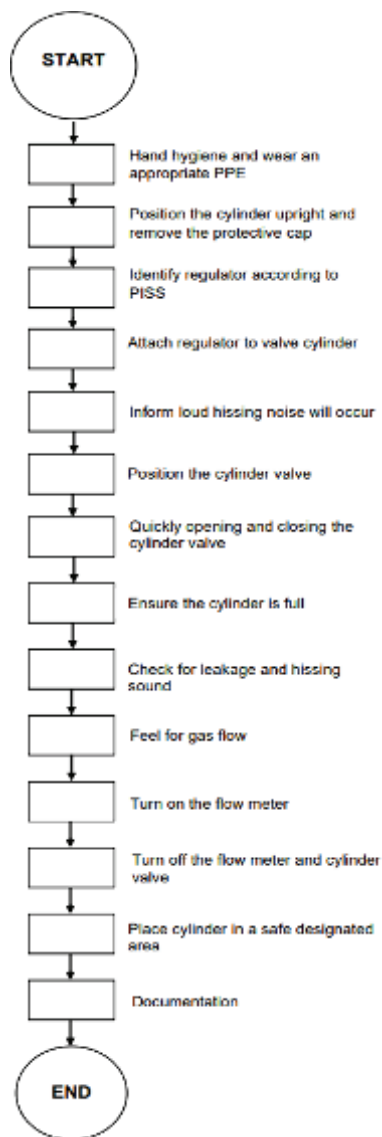 START
Hand hygiene and wear an
appropriate PPE
Position the cylinder upright and
remove the protective cap
Identify regulator according to
PISS
Attach regulator to valve cylinder
Inform loud hissing noise will occur
Position the cylinder valve
Quickly opening and closing the
cylinder valve
Ensure the cylinder is full
Check for leakage and hissing
sound
Feel for gas flow
Turn on the flow meter
Turn off the flow meter and cylinder
valve
Place cylinder in a safe designated
area
Documentation
END